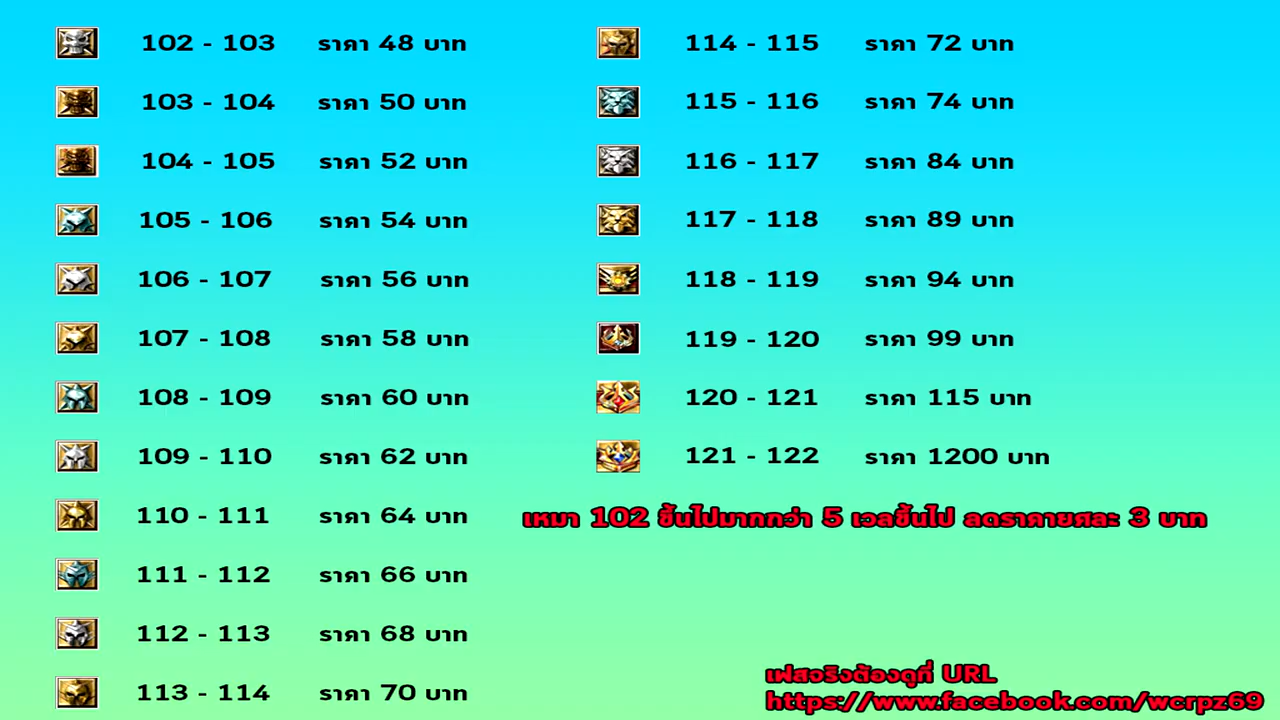 102 - 103 ราคา 48 บาท
103 - 104 ราคา 50 บาท
104 - 105 ราคา 52 บาท
105 - 106 ราคา 54 บาท
106 - 107 ราคา 56 บาท
107 - 108 ราคา 58 บาท
108 - 109 ราคา 60 บาท
109 - 110 ราคา 62 บาท
110 - 111 ราคา 64 บาท
111 - 112 ราคา 66 บาท
112 - 113 ราคา 68 บาท
113 - 114 ราคา 70 บาท
114 - 115 ราคา 72 บาท
115 - 116 ราคา 74 บาท
116 - 117 ราคา 84 บาท
117 - 118 ราคา 89 บาท
118 - 119 ราคา 94 บาท
119 - 120 ราคา 99 บาท
120 - 121 ราคา 115 บาท
121 - 122 ราคา 1200 บาท
เหมา 102 ขึ้นไปมากกว่า 5 เวลขึ้นไป ลดราคายศละ 3 บาท
เฟสจริงต้องดูที่ URL
https://www.facebook.com/wcrpz69